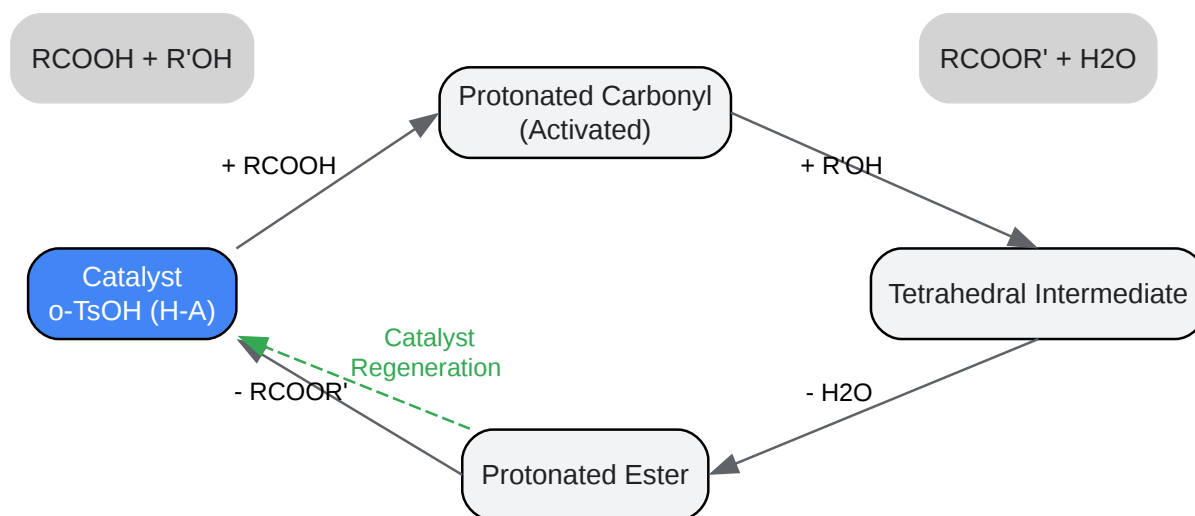 RCOOH + R'OH
RCOOR' + H2O
Protonated Carbonyl
(Activated)
+ RCOOH
+ R'OH
Catalyst
o-TsOH (H-A)
Tetrahedral Intermediate
Catalyst
Regeneration
- RCOOR'
- H2O
Protonated Ester